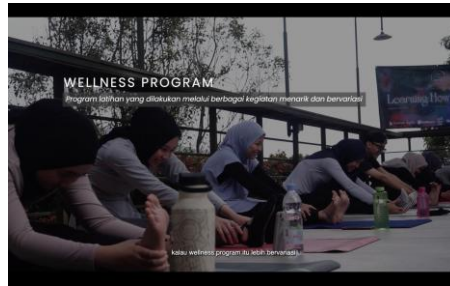 WELLNESS PROGRAM
Program latihan yang dilakukan melalui berbagai kegiatan menarik dan bervariasi
Learning How
kalau wellness program itu lebih bervariasi,